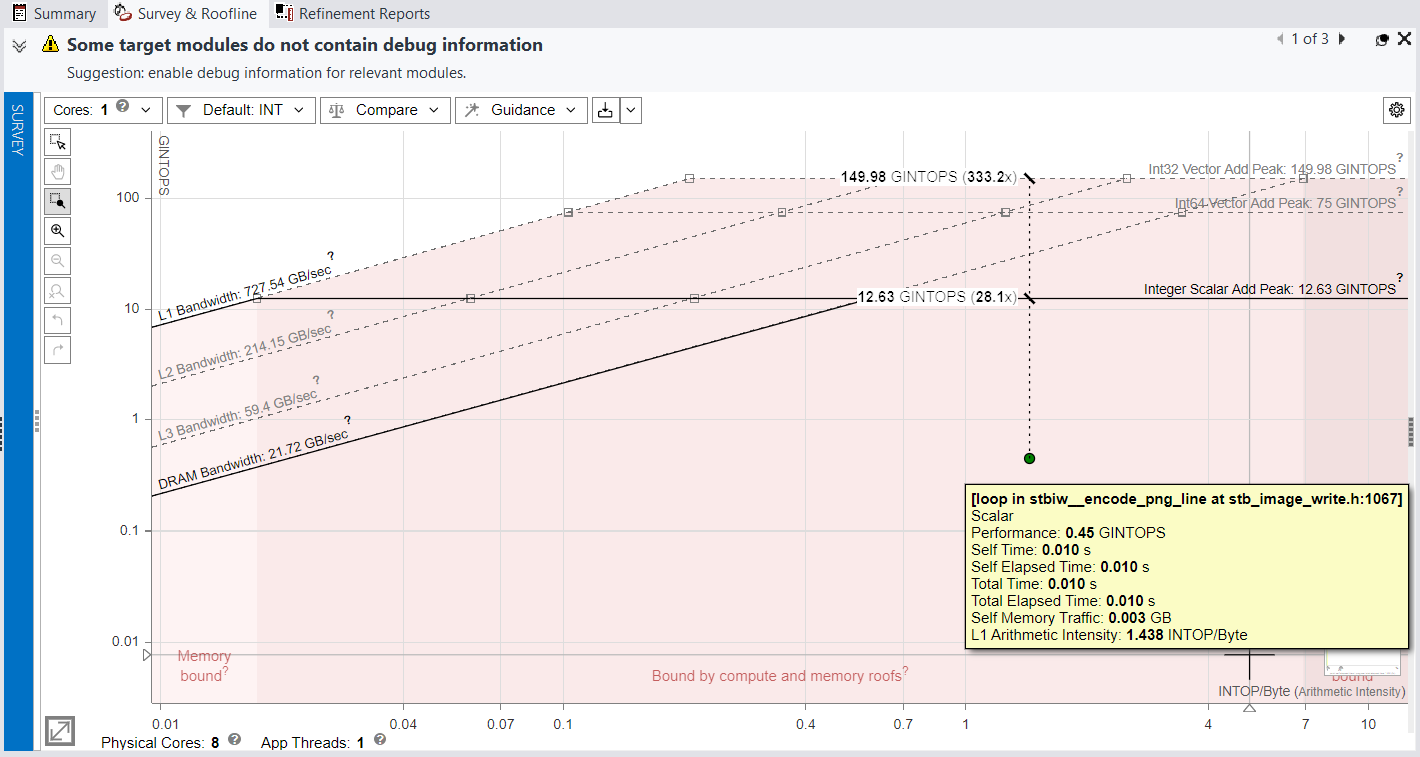 Summary
Survey & Roofline
Refinement Reports
Some target modules do not contain debug information
1 of 3
Suggestion: enable debug information for relevant modules.
SURVEY
Cores: 1 ?
Default: INT
Compare
Guidance
GINTOPS
100
10
1
0.1
0.01
149.98 GINTOPS (333.2x)
Int32 Vector Add Peak: 149.98 GINTOPS ?
Int64 Vector Add Peak: 75 GINTOPS ?
12.63 GINTOPS (28.1x)
Integer Scalar Add Peak: 12.63 GINTOPS ?
L1 Bandwidth: 727.54 GB/sec ?
L2 Bandwidth: 214.15 GB/sec ?
L3 Bandwidth: 59.4 GB/sec ?
DRAM Bandwidth: 21.72 GB/sec ?
[loop in stbiw__encode_png_line at stb_image_write.h:1067]
Scalar
Performance: 0.45 GINTOPS
Self Time: 0.010 s
Self Elapsed Time: 0.010 s
Total Time: 0.010 s
Total Elapsed Time: 0.010 s
Self Memory Traffic: 0.003 GB
L1 Arithmetic Intensity: 1.438 INTOP/Byte
Memory
bound?
Bound by compute and memory roofs?
bound
INTOP/Byte (Arithmetic Intensity)
0.01
0.04
0.07
0.1
0.4
0.7
1
4
7
10
Physical Cores: 8 ?
App Threads: 1 ?